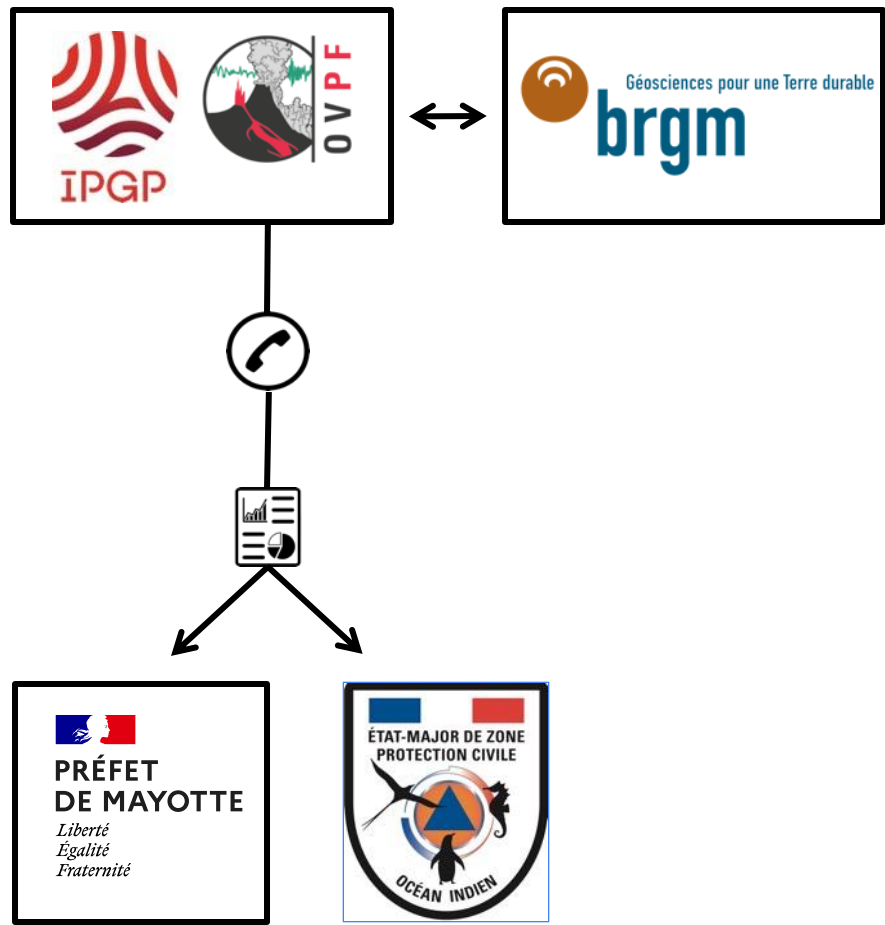 IPGP
OVPF
Géosciences pour une Terre durable
brgm
PRÉFET
DE MAYOTTE
Liberté
Égalité
Fraternité
ÉTAT-MAJOR DE ZONE
PROTECTION CIVILE
OCÉAN INDIEN